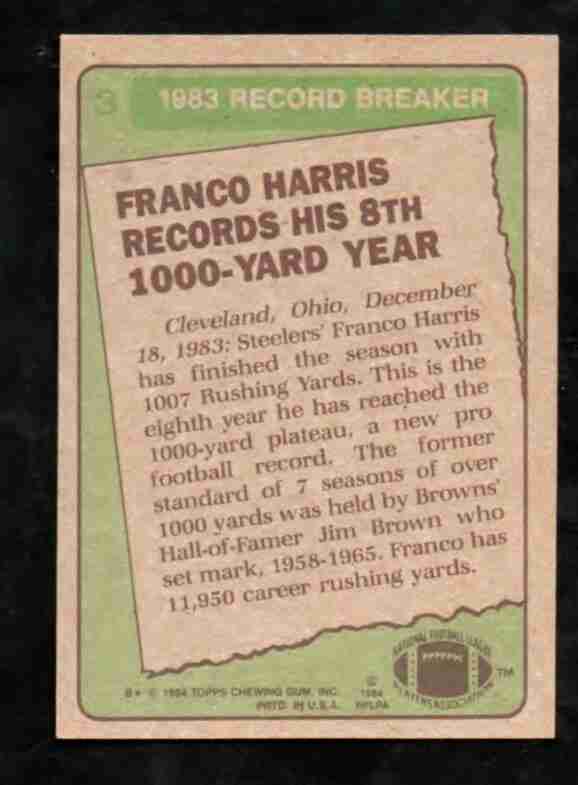 3
1983 RECORD BREAKER
FRANCO HARRIS
RECORDS HIS 8TH
1000-YARD YEAR
Cleveland, Ohio, December
18, 1983: Steelers' Franco Harris
has finished the season with
1007 Rushing Yards. This is the
eighth year he has reached the
1000-yard plateau, a new pro
football record. The former
standard of 7 seasons of over
1000 yards was held by Browns'
Hall-of-Famer Jim Brown who
set mark, 1958-1965. Franco has
11,950 career rushing yards.
NATIONAL FOOTBALL LEAGUE
PLAYERS ASSOCIATION
TM
B* © 1984 TOPPS CHEWING GUM, INC.
PRTD. IN U.S.A.
©
1984
NFLPA